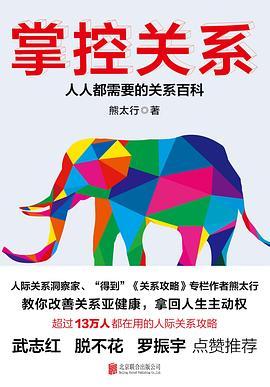 掌控关系
人人都需要的关系百科
熊太行◎著
人际关系洞察家、“得到”《关系攻略》专栏作者熊太行
教你改善关系亚健康，拿回人生主动权
超过13万人都在用的人际关系攻略
武志红 脱不花 罗振宇 点赞推荐
北京联合出版公司